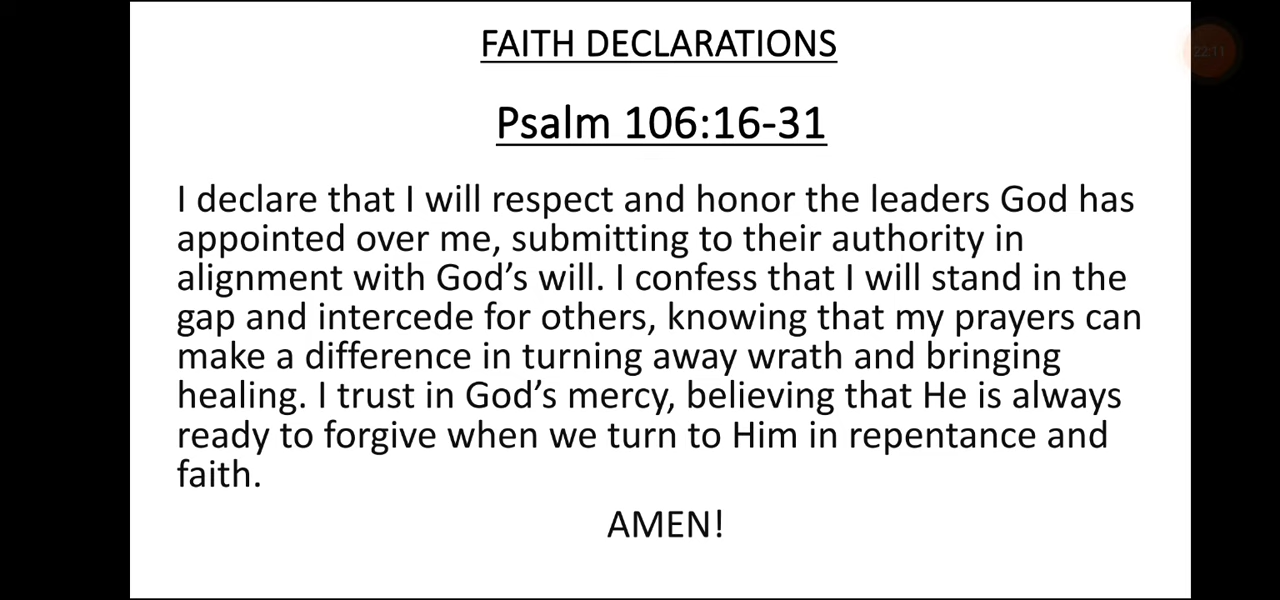 FAITH DECLARATIONS
22:11
Psalm 106:16-31
I declare that I will respect and honor the leaders God has
appointed over me, submitting to their authority in
alignment with God’s will. I confess that I will stand in the
gap and intercede for others, knowing that my prayers can
make a difference in turning away wrath and bringing
healing. I trust in God’s mercy, believing that He is always
ready to forgive when we turn to Him in repentance and
faith.
AMEN!